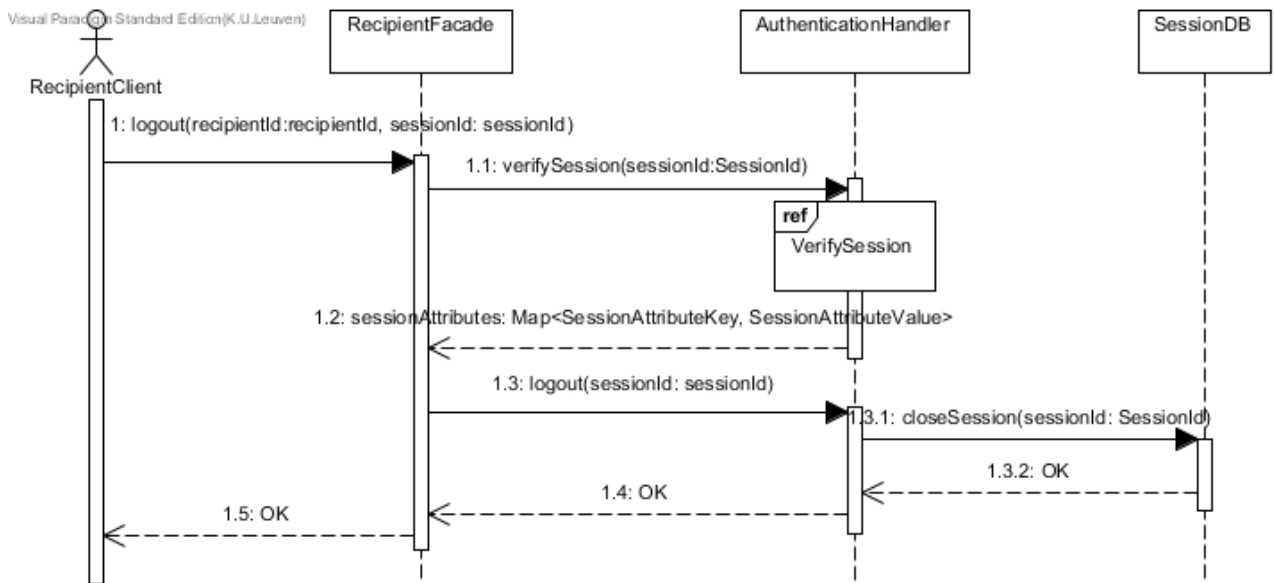 Visual Paradigm Standard Edition(K.U.Leuven)
RecipientFacade
AuthenticationHandler
SessionDB
RecipientClient
1: logout(recipientId:recipientId, sessionId: sessionId)
1.1: verifySession(sessionId:SessionId)
ref
VerifySession
1.2: sessionAttributes: Map<SessionAttributeKey, SessionAttributeValue>
1.3: logout(sessionId: sessionId)
1.3.1: closeSession(sessionId: SessionId)
1.3.2: OK
1.4: OK
1.5: OK